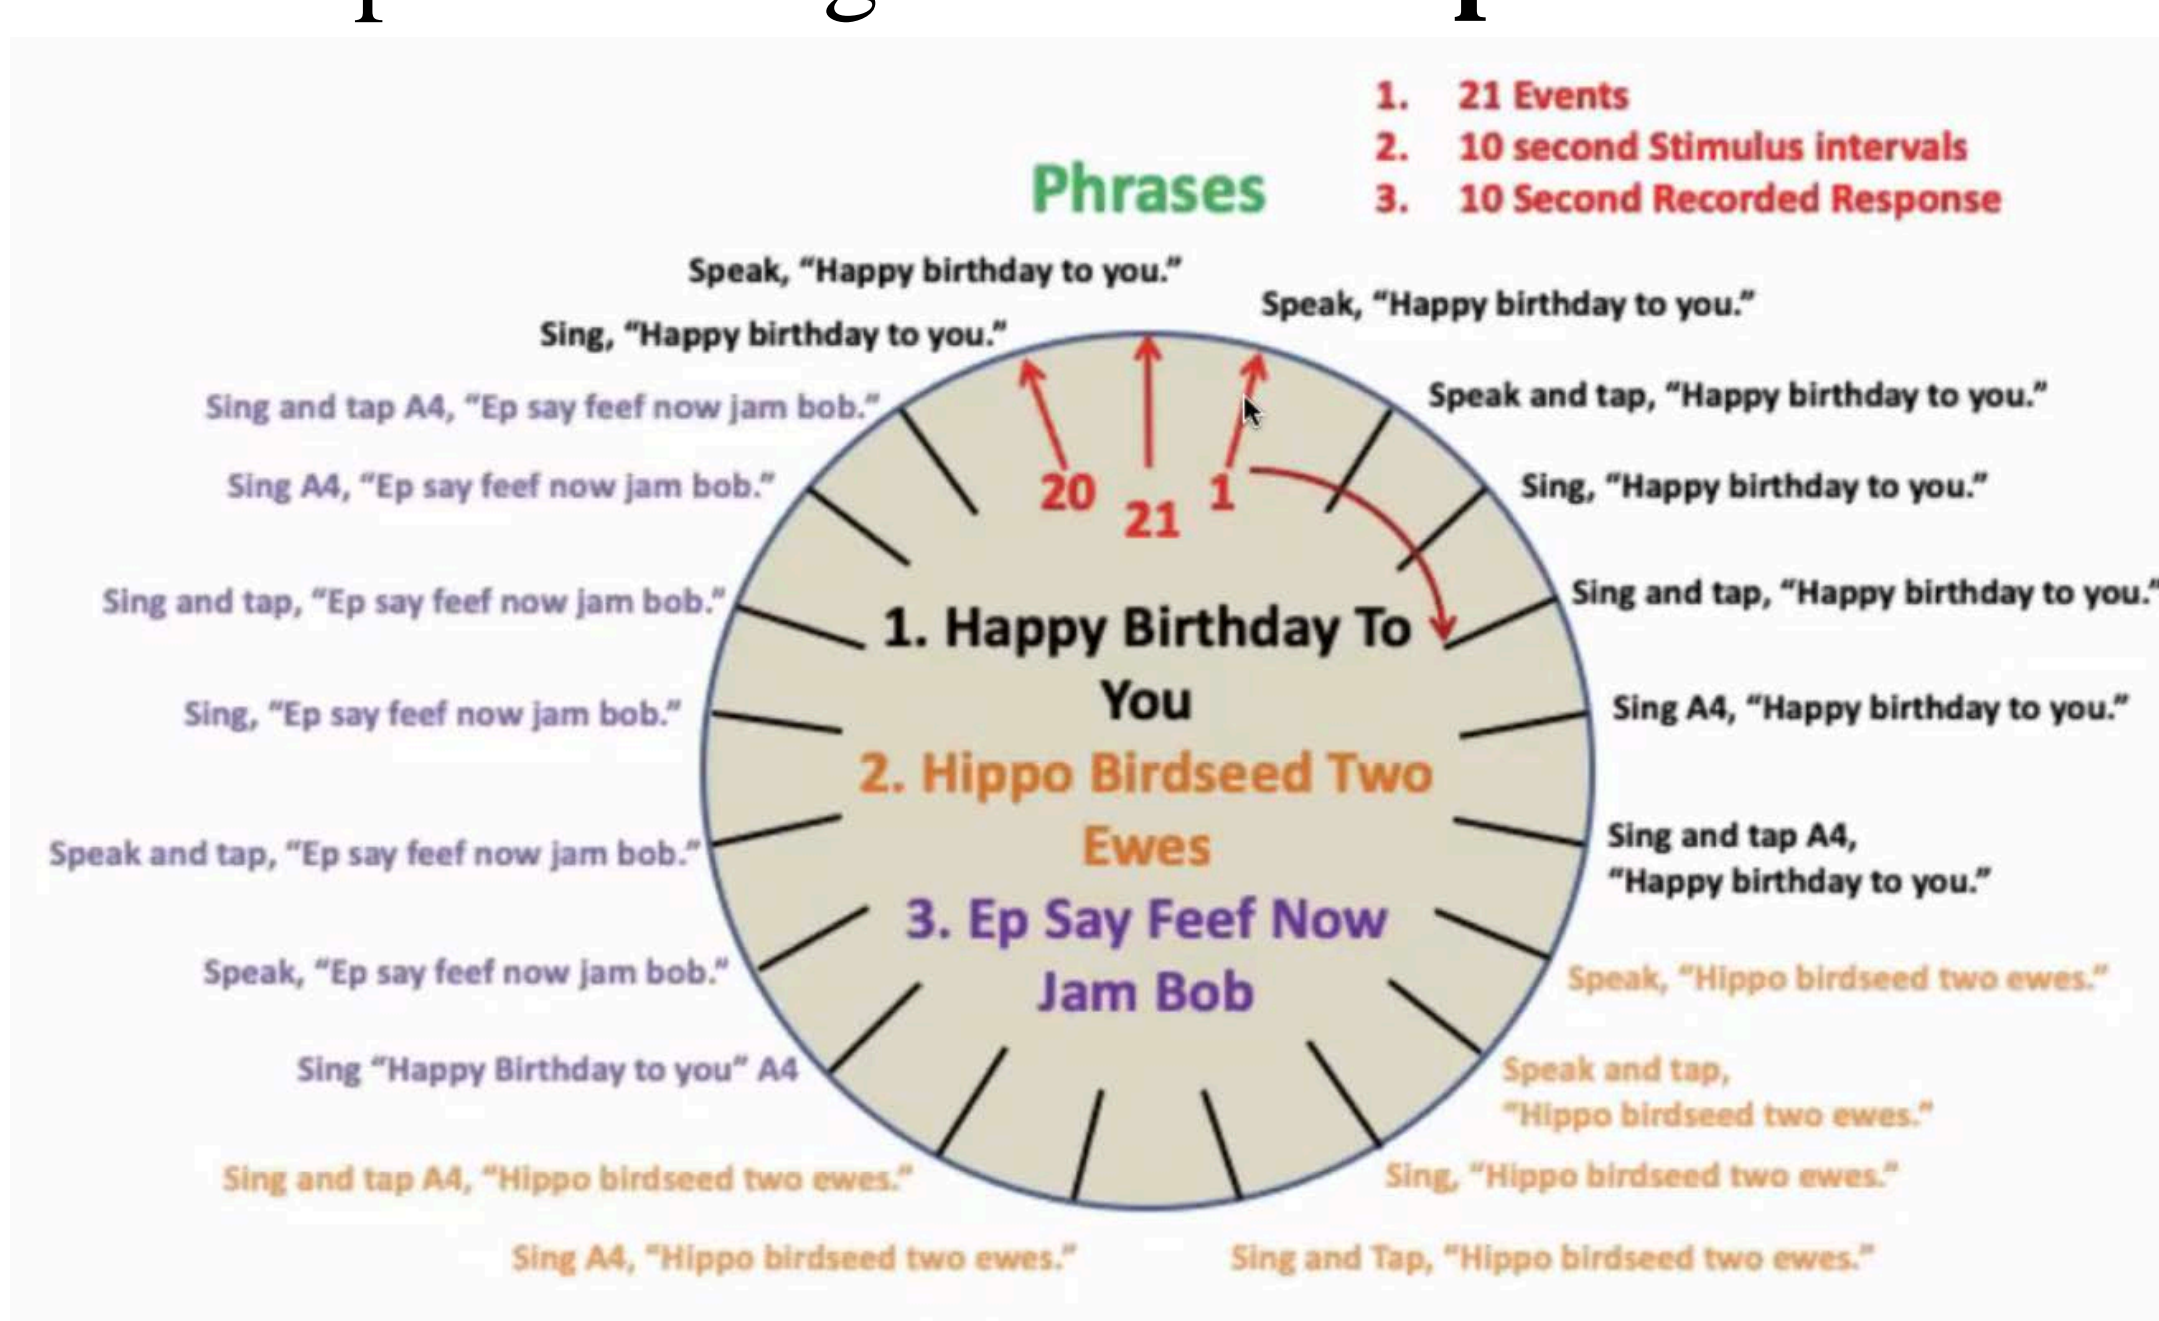 1. 21 Events
2. 10 second Stimulus intervals
3. 10 Second Recorded Response
Phrases
Speak, “Happy birthday to you.”
Speak, “Happy birthday to you.”
Sing, “Happy birthday to you.”
Speak and tap, “Happy birthday to you.”
Sing and tap A4, “Ep say feef now jam bob.”
Sing, “Happy birthday to you.”
Sing A4, “Ep say feef now jam bob.”
20
21
1
Sing and tap, “Happy birthday to you.”
Sing and tap, “Ep say feef now jam bob.”
1. Happy Birthday To
You
Sing A4, “Happy birthday to you.”
Sing, “Ep say feef now jam bob.”
2. Hippo Birdseed Two
Ewes
Sing and tap A4,
“Happy birthday to you.”
Speak and tap, “Ep say feef now jam bob.”
3. Ep Say Feef Now
Jam Bob
Speak, “Hippo birdseed two ewes.”
Speak, “Ep say feef now jam bob.”
Speak and tap,
“Hippo birdseed two ewes.”
Sing “Happy Birthday to you” A4
Sing, “Hippo birdseed two ewes.”
Sing and tap A4, “Hippo birdseed two ewes.”
Sing A4, “Hippo birdseed two ewes.”
Sing and Tap, “Hippo birdseed two ewes.”